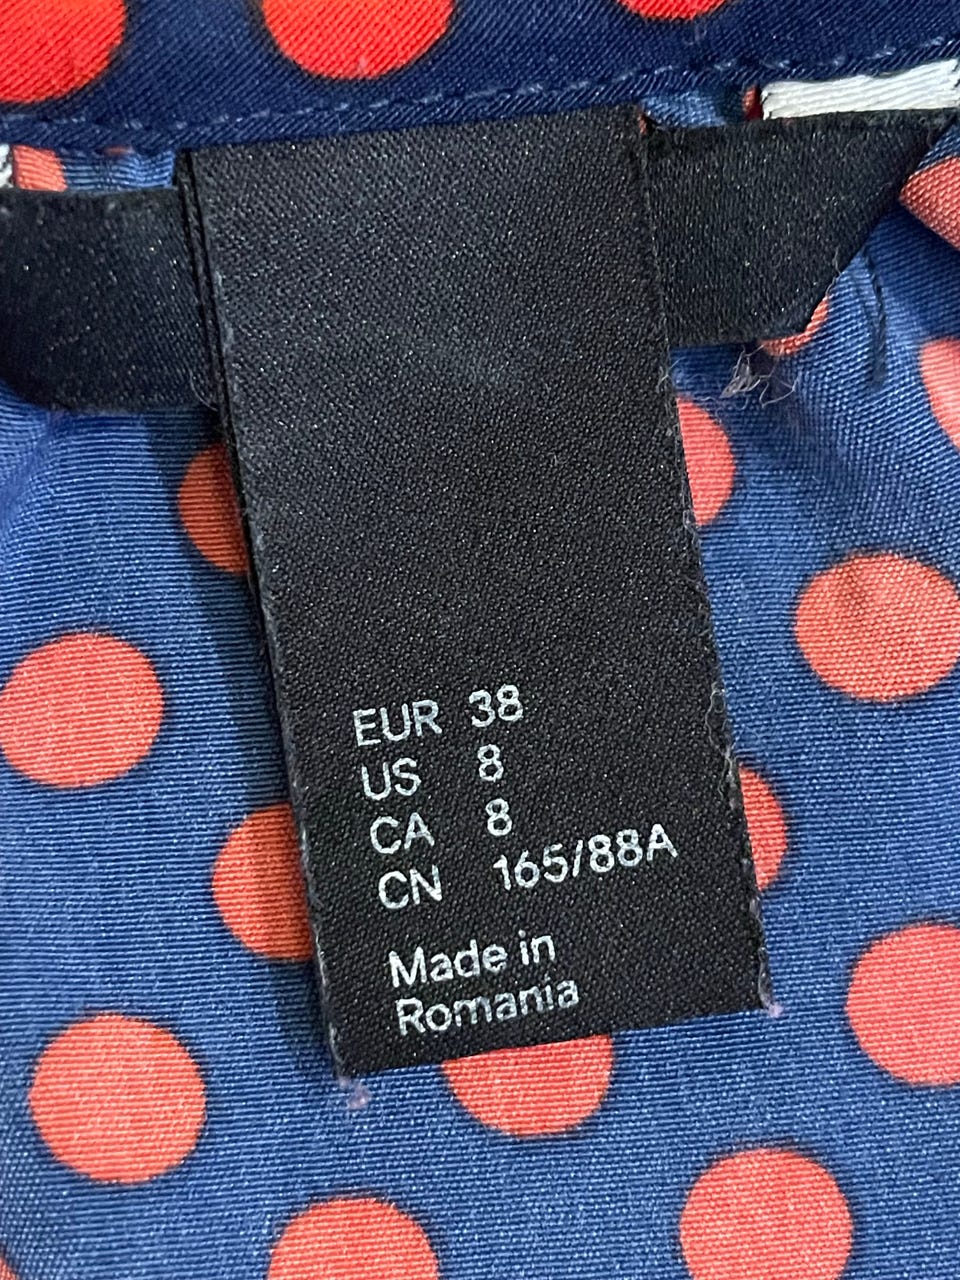 EUR 38
US 8
CA 8
CN 165/88A
Made in
Romania